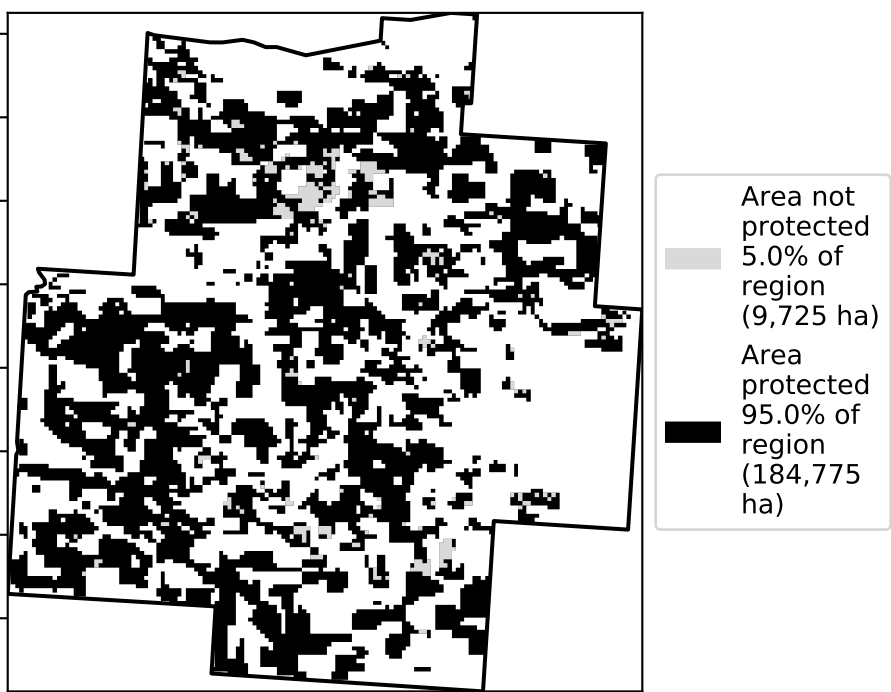 Area not
protected
5.0% of
region
(9,725 ha)
Area
protected
95.0% of
region
(184,775
ha)